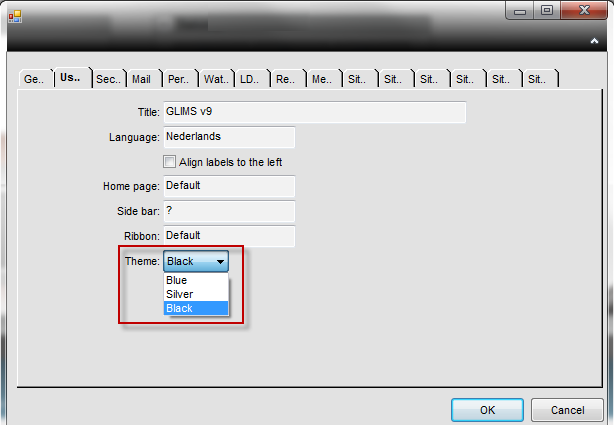 Ge.. Us.. Sec.. Mail Per.. Wat.. LD.. Re.. Me.. Sit.. Sit.. Sit.. Sit.. Sit.. Sit..
Title: GLIMS v9
Language: Nederlands
Align labels to the left
Home page: Default
Side bar: ?
Ribbon: Default
Theme: Black
Blue
Silver
Black
OK Cancel